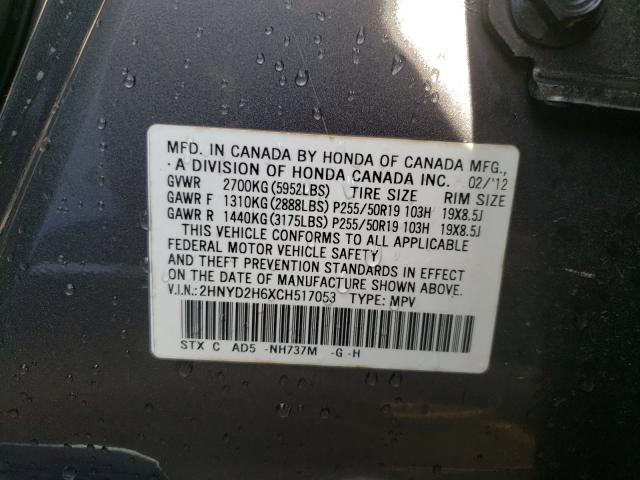 MFD. IN CANADA BY HONDA OF CANADA MFG.,
· A DIVISION OF HONDA CANADA INC. 02/'12
GVWR 2700KG(5952LBS) TIRE SIZE RIM SIZE
GAWR F 1310KG(2888LBS) P255/50R19 103H 19X8.5J
GAWR R 1440KG(3175LBS) P255/50R19 103H 19X8.5J
THIS VEHICLE CONFORMS TO ALL APPLICABLE
FEDERAL MOTOR VEHICLE SAFETY
AND THEFT PREVENTION STANDARDS IN EFFECT
ON THE DATE OF MANUFACTURE SHOWN ABOVE.
V.I.N.:2HNYD2H6XCH517053 TYPE: MPV
STX C AD5 -NH737M -G -H